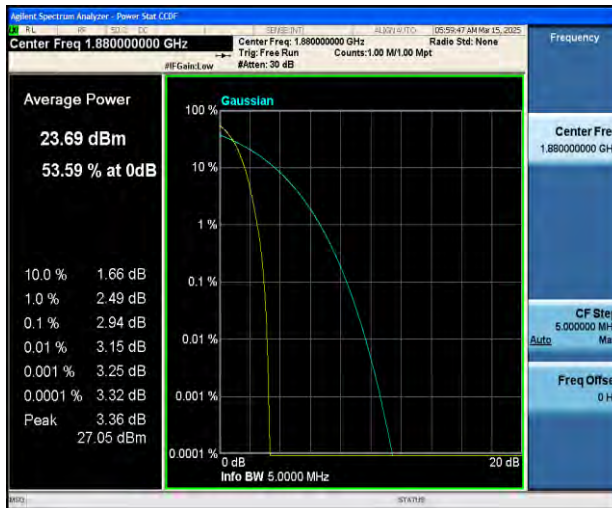 Agilent Spectrum Analyzer - Power Stat CCDF
RL RF 50 Ω DC SENSE:INT ALIGN AUTO 05:59:47 AM Mar 15, 2025
Center Freq 1.880000000 GHz
Center Freq: 1.880000000 GHz Radio Std: None
Trig: Free Run Counts:1.00 M/1.00 Mpt
#IFGain:Low #Atten: 30 dB
Frequency
Average Power
23.69 dBm
53.59 % at 0dB
10.0 % 1.66 dB
1.0 % 2.49 dB
0.1 % 2.94 dB
0.01 % 3.15 dB
0.001 % 3.25 dB
0.0001 % 3.32 dB
Peak 3.36 dB
27.05 dBm
Gaussian
100 %
10 %
1 %
0.1 %
0.01 %
0.001 %
0.0001 %
0 dB 20 dB
Info BW 5.0000 MHz
Center Fre
1.880000000 GH
CF Step
5.000000 MH
Auto Ma
Freq Offse
0 H
MSG STATUS